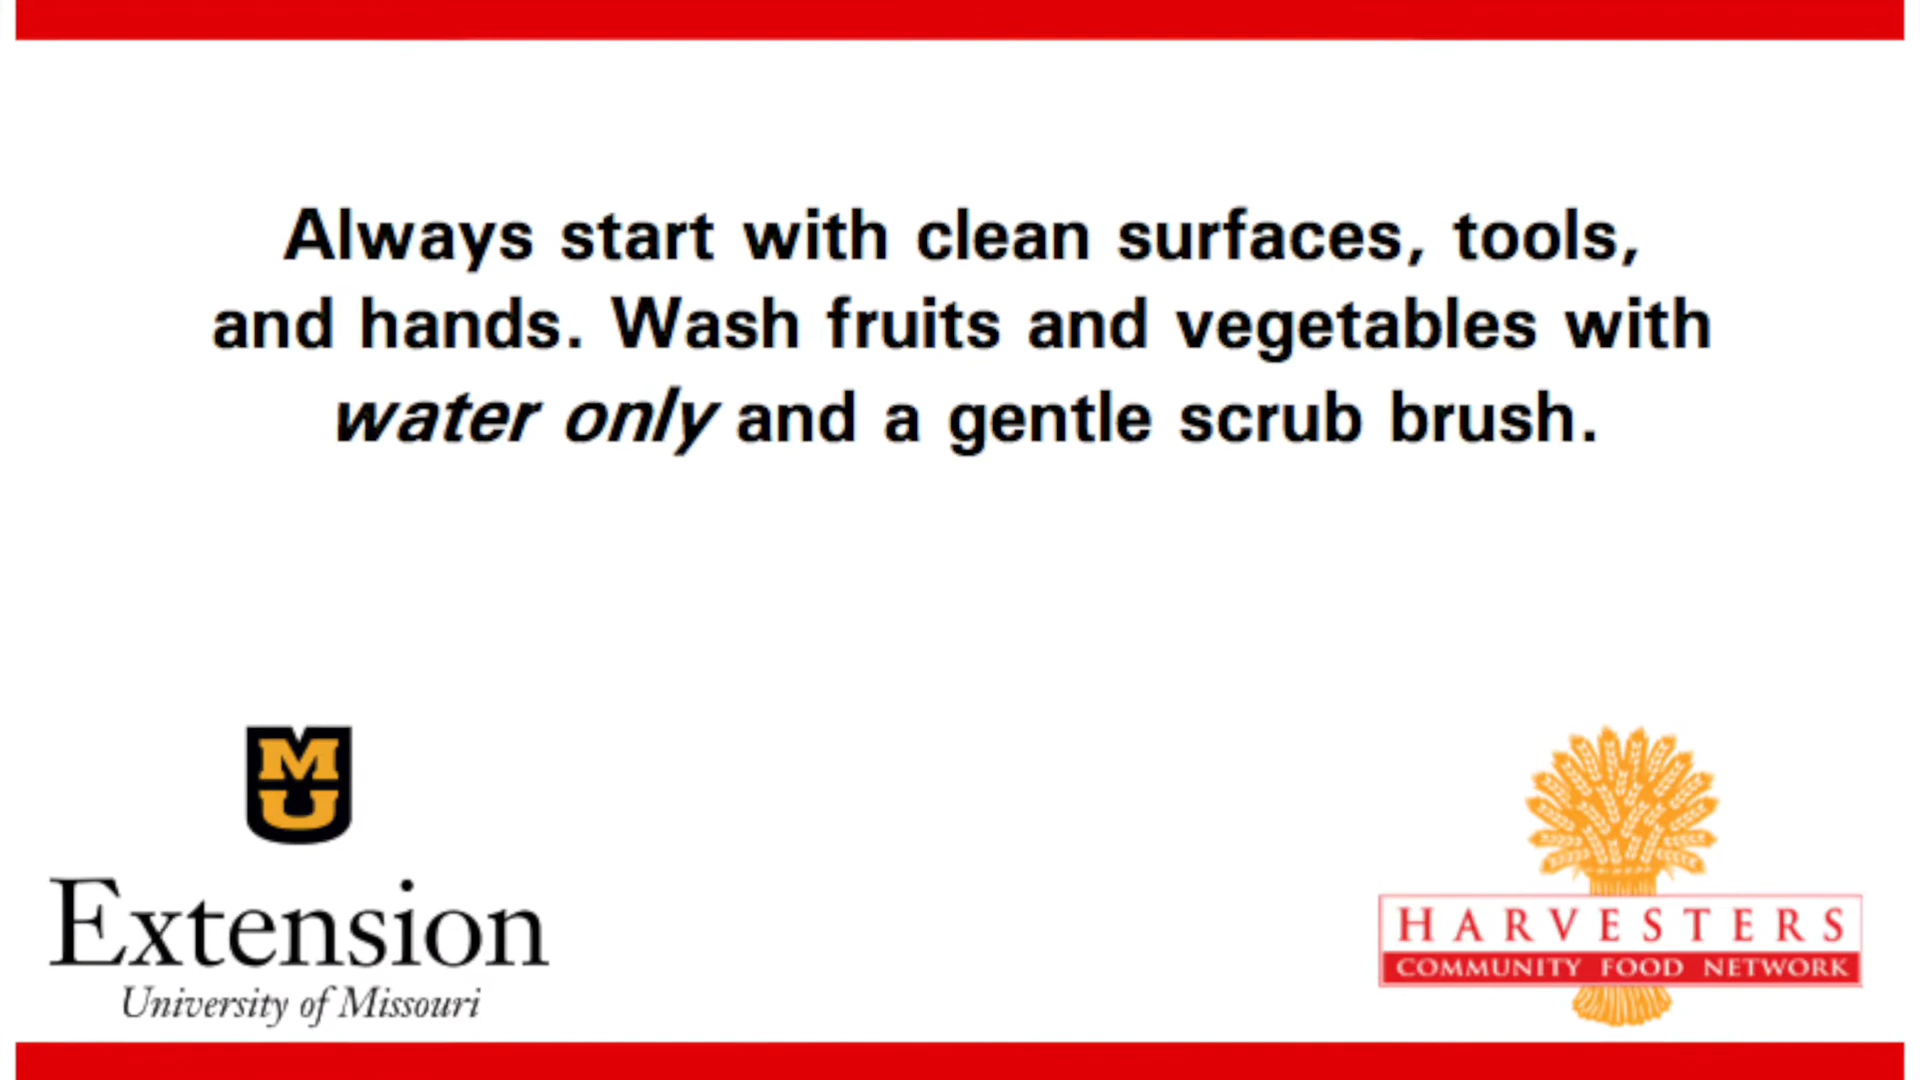 Always start with clean surfaces, tools,
and hands. Wash fruits and vegetables with
water only and a gentle scrub brush.
MU
Extension
University of Missouri
HARVESTERS
COMMUNITY FOOD NETWORK